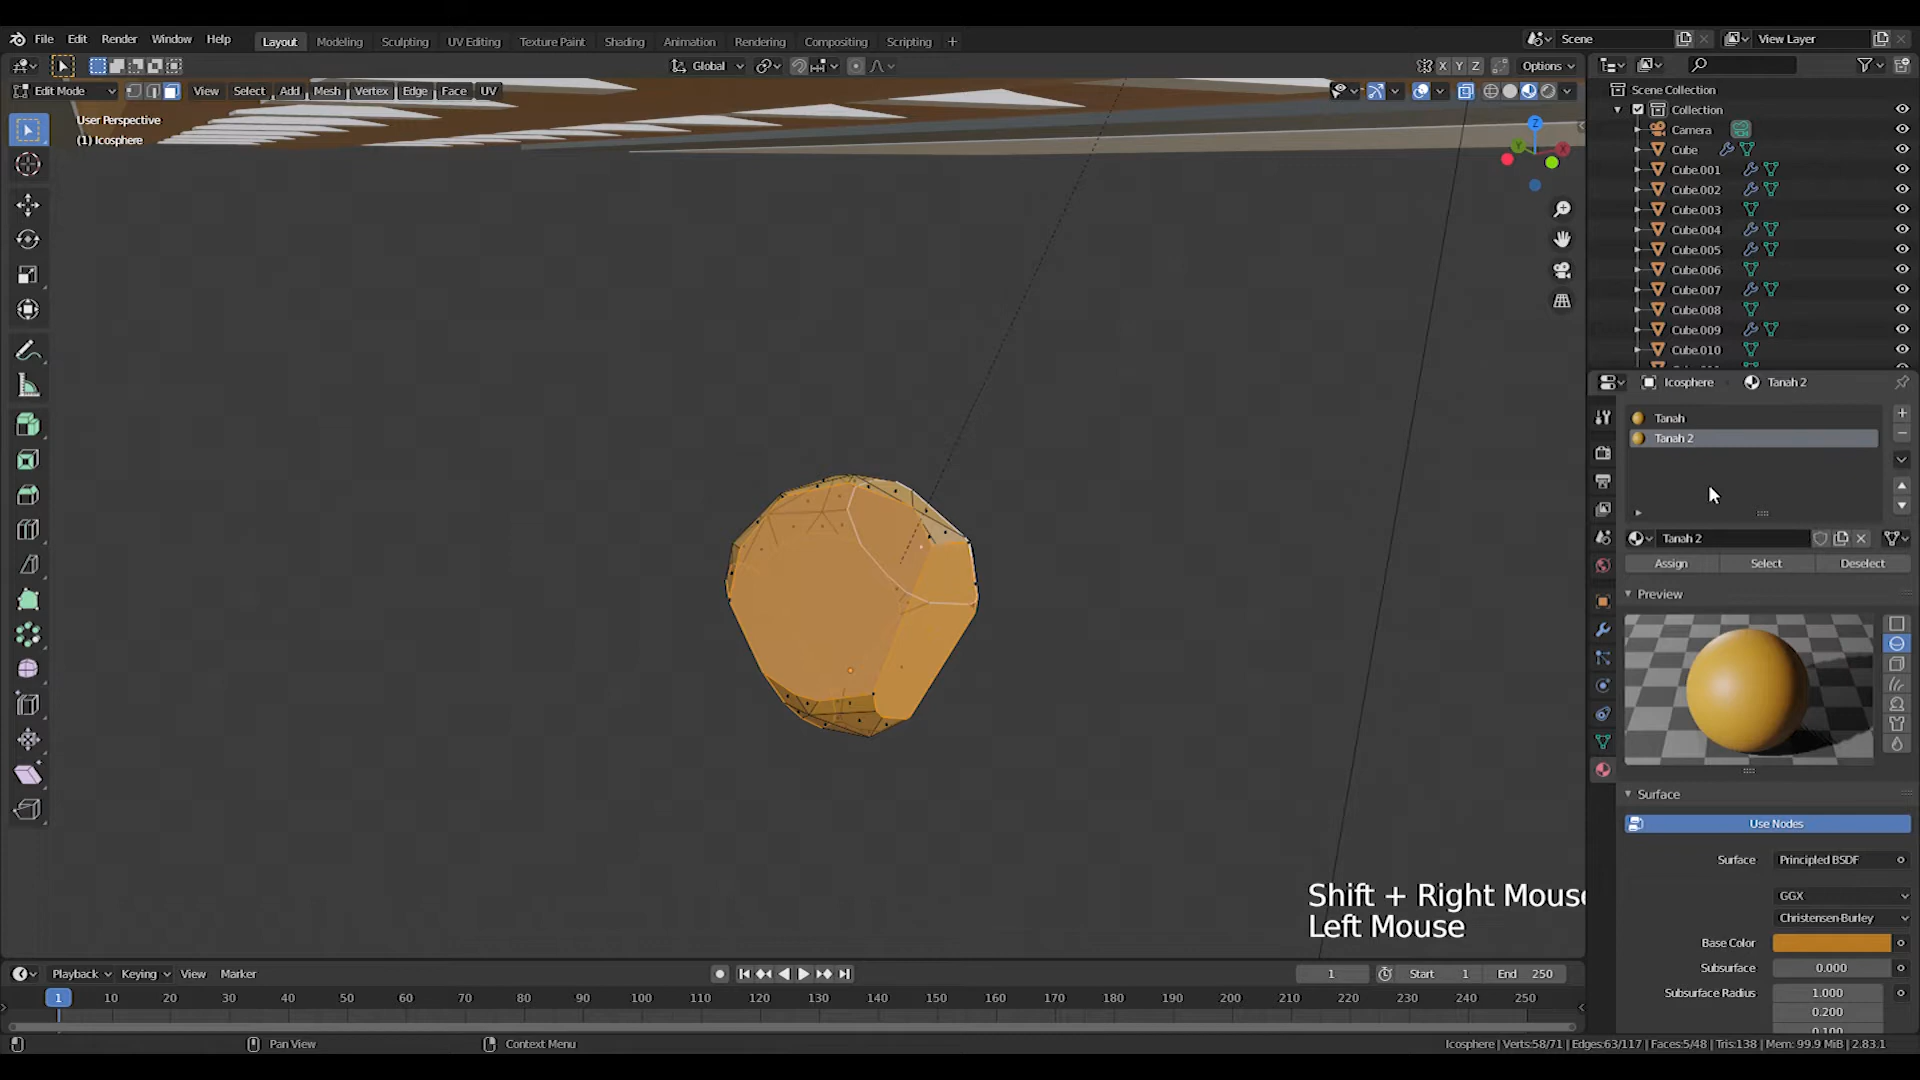 File Edit Render Window Help Layout Modeling Sculpting UV Editing Texture Paint Shading Animation Rendering Compositing Scripting + Scene View Layer
Global X Y Z Options
Edit Mode View Select Add Mesh Vertex Edge Face UV
User Perspective
(1) Icosphere
Z
Y
X
Scene Collection
Collection
Camera
Cube
Cube.001
Cube.002
Cube.003
Cube.004
Cube.005
Cube.006
Cube.007
Cube.008
Cube.009
Cube.010
Icosphere Tanah 2
Tanah
Tanah 2
Tanah 2
Assign Select Deselect
Preview
Surface
Use Nodes
Surface Principled BSDF
GGX
Christensen-Burley
Base Color
Subsurface 0.000
Subsurface Radius 1.000
0.200
0.100
Shift + Right Mouse
Left Mouse
Playback Keying View Marker 1 Start 1 End 250
1 10 20 30 40 50 60 70 80 90 100 110 120 130 140 150 160 170 180 190 200 210 220 230 240 250
Pan View Context Menu Icosphere | Verts:58/71 | Edges:63/117 | Faces:5/48 | Tris:138 | Mem: 99.9 MiB | 2.83.1